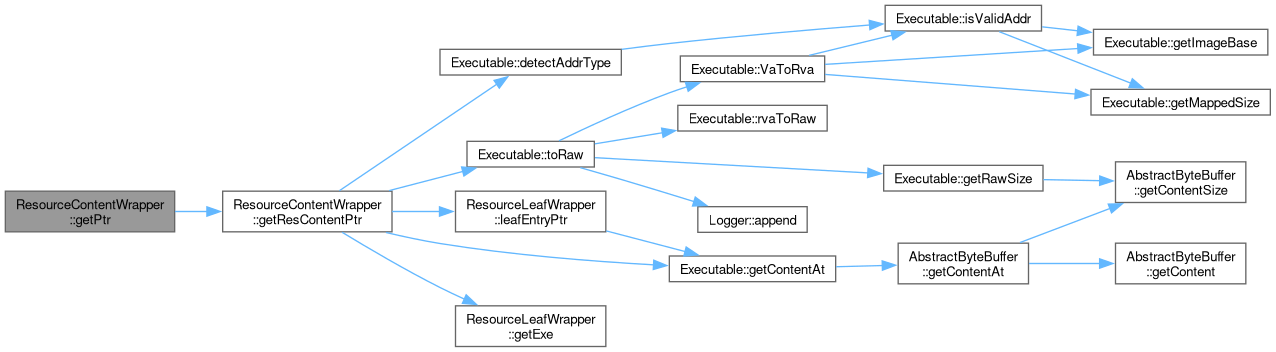 ResourceContentWrapper
::getPtr
ResourceContentWrapper
::getResContentPtr
Executable::detectAddrType
Executable::toRaw
ResourceLeafWrapper
::leafEntryPtr
ResourceLeafWrapper
::getExe
Executable::VaToRva
Executable::rvaToRaw
Logger::append
Executable::getContentAt
Executable::isValidAddr
Executable::getRawSize
AbstractByteBuffer
::getContentAt
Executable::getImageBase
Executable::getMappedSize
AbstractByteBuffer
::getContentSize
AbstractByteBuffer
::getContent